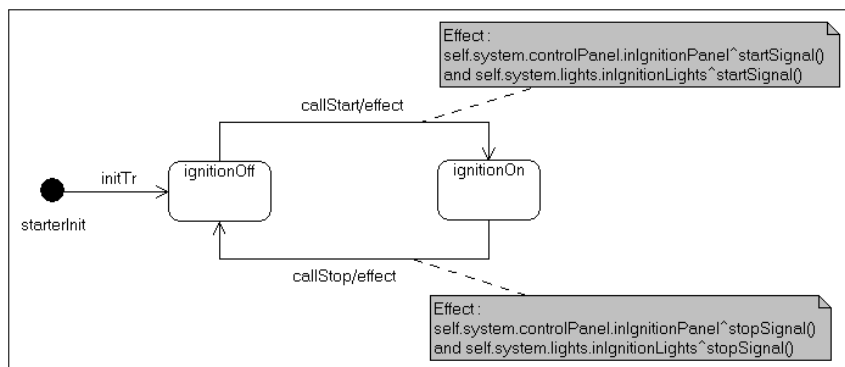 Effect :
self.system.controlPanel.inIgnitionPanel^startSignal()
and self.system.lights.inIgnitionLights^startSignal()
callStart/effect
ignitionOff
ignitionOn
initTr
starterInit
callStop/effect
Effect :
self.system.controlPanel.inIgnitionPanel^stopSignal()
and self.system.lights.inIgnitionLights^stopSignal()